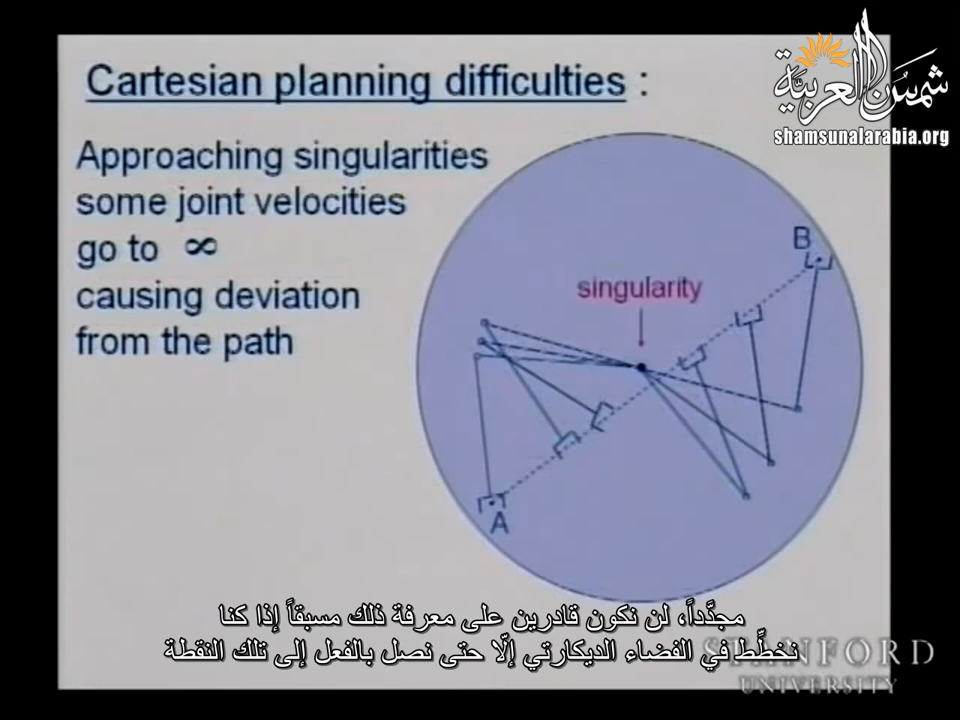 شمس العربية
shamsunalarabia.org
Cartesian planning difficulties :
Approaching singularities
some joint velocities
go to ∞
causing deviation
from the path
B
singularity
A
مجدَّداً، لن نكون قادرين على معرفة ذلك مسبقاً إذا كنا
نخطِّط في الفضاء الديكارتي إلّا حتى نصل بالفعل إلى تلك النقطة
STANFORD
UNIVERSITY